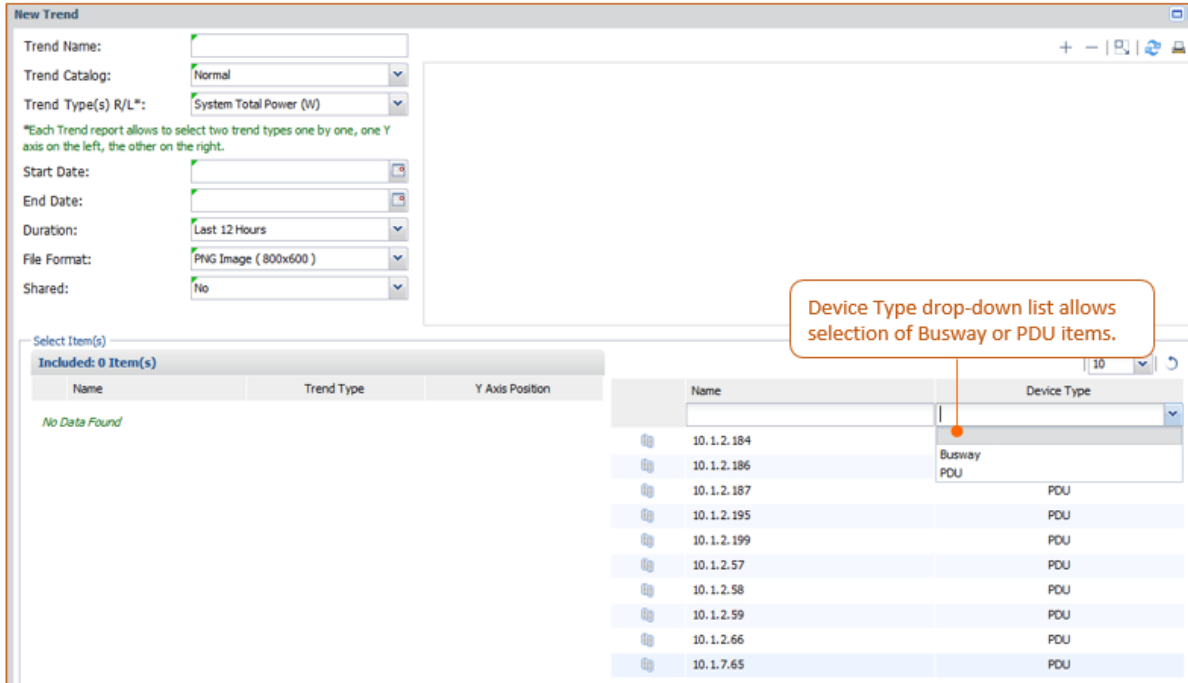 New Trend
Trend Name:
Trend Catalog:
Normal
Trend Type(s) R/L*:
System Total Power (W)
*Each Trend report allows to select two trend types one by one, one Y
axis on the left, the other on the right.
Start Date:
End Date:
Duration:
Last 12 Hours
File Format:
PNG Image ( 800x600 )
Shared:
No
Device Type drop-down list allows
selection of Busway or PDU items.
Select Item(s)
Included: 0 Item(s)
10
Name
Trend Type
Y Axis Position
No Data Found
Name
Device Type
Busway
PDU
10.1.2.184
10.1.2.186
10.1.2.187 PDU
10.1.2.195 PDU
10.1.2.199 PDU
10.1.2.57 PDU
10.1.2.58 PDU
10.1.2.59 PDU
10.1.2.66 PDU
10.1.7.65 PDU